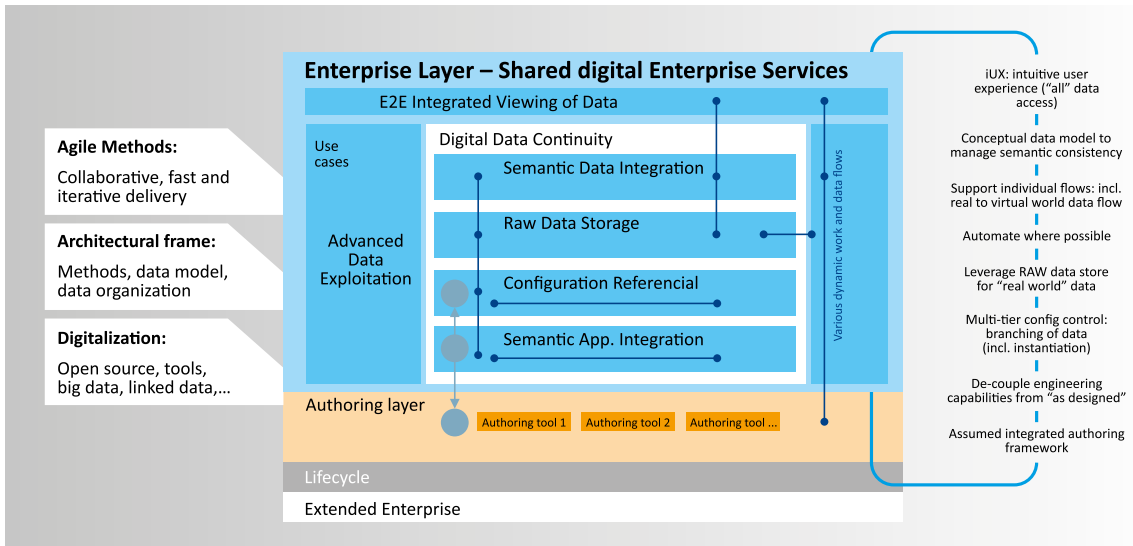 Enterprise Layer – Shared digital Enterprise Services
E2E Integrated Viewing of Data
Agile Methods:
Collaborative, fast and
iterative delivery
Architectural frame:
Methods, data model,
data organization
Digitalization:
Open source, tools,
big data, linked data,...
Use
cases
Advanced
Data
Exploitation
Digital Data Continuity
Semantic Data Integration
Raw Data Storage
Configuration Referencial
Semantic App. Integration
Various dynamic work and data flows
Authoring layer
Authoring tool 1
Authoring tool 2
Authoring tool ...
Lifecycle
Extended Enterprise
iUX: intuitive user
experience (“all” data
access)
Conceptual data model to
manage semantic consistency
Support individual flows: incl.
real to virtual world data flow
Automate where possible
Leverage RAW data store
for “real world” data
Multi-tier config control:
branching of data
(incl. instantiation)
De-couple engineering
capabilities from “as designed”
Assumed integrated authoring
framework